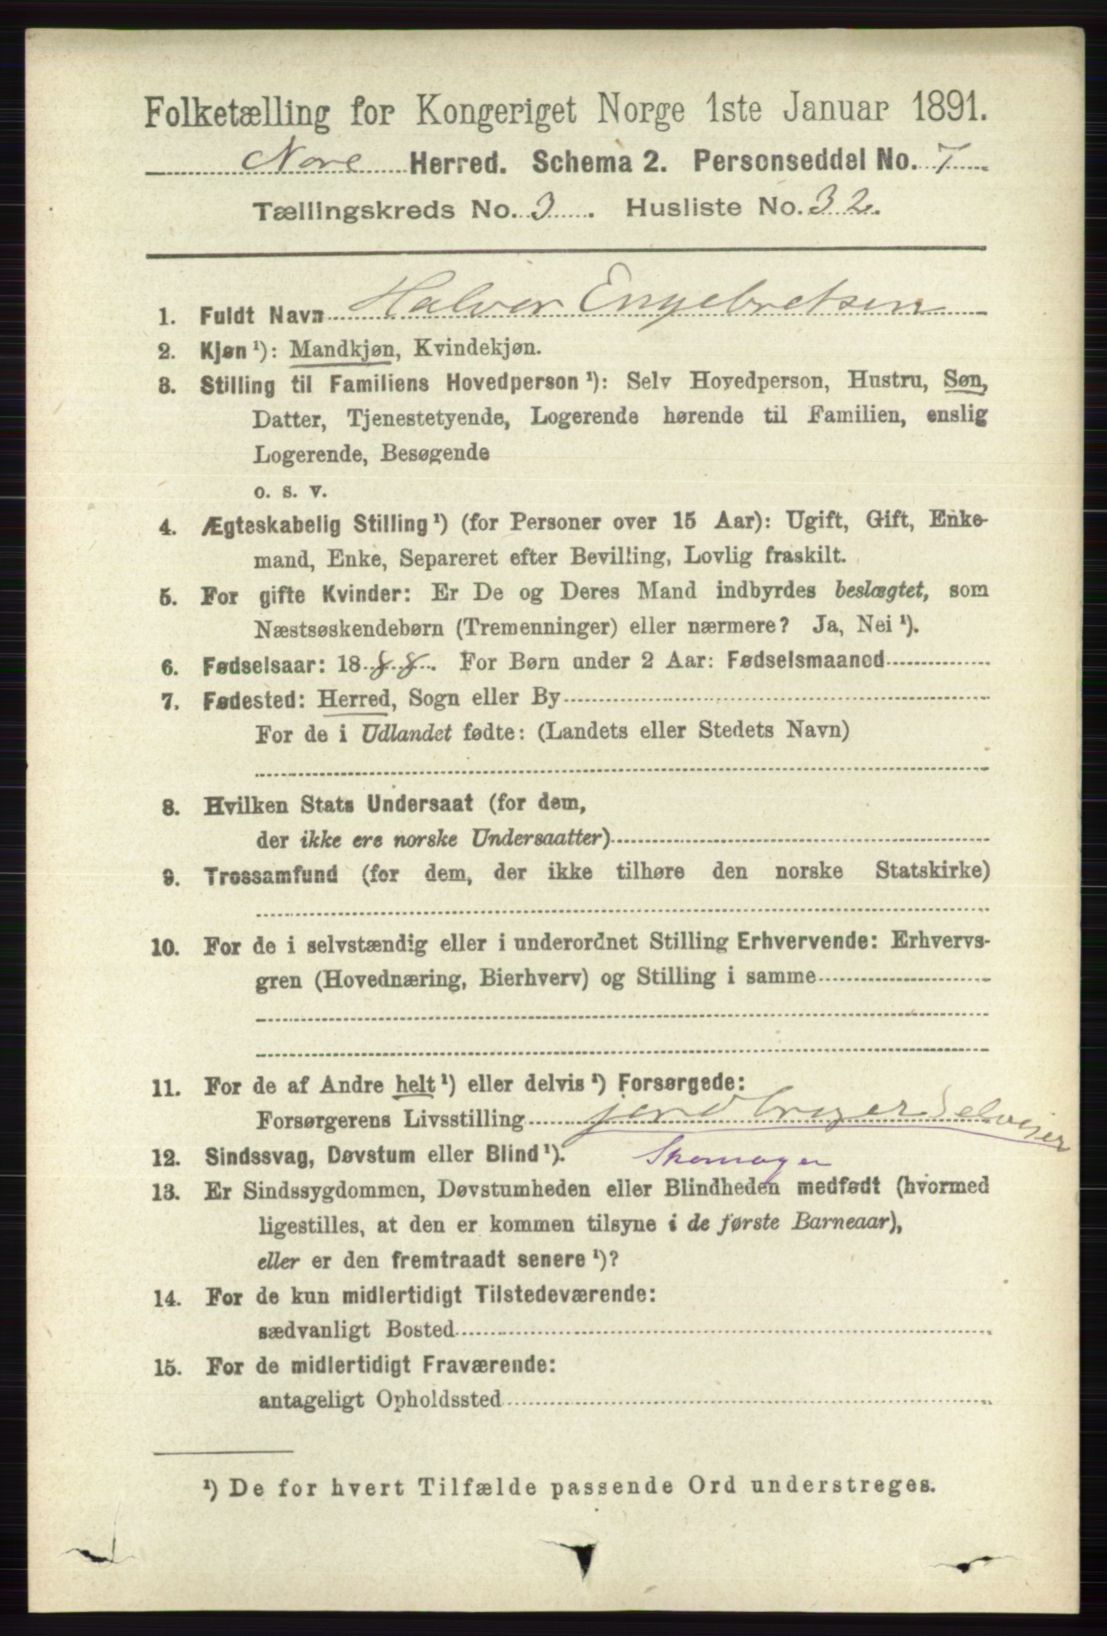 Folketælling for Kongeriget Norge 1ste Januar 1891.
Nore Herred. Schema 2. Personseddel No. 7
Tællingskreds No. 3. Husliste No. 32.
1. Fuldt Navn Halvor Engebretsen
2. Kjøn ¹): Mandkjøn, Kvindekjøn.
3. Stilling til Familiens Hovedperson ¹): Selv Hovedperson, Hustru, Søn,
Datter, Tjenestetyende, Logerende hørende til Familien, enslig
Logerende, Besøgende
o. s. v.
4. Ægteskabelig Stilling ¹) (for Personer over 15 Aar): Ugift, Gift, Enke-
mand, Enke, Separeret efter Bevilling, Lovlig fraskilt.
5. For gifte Kvinder: Er De og Deres Mand indbyrdes beslægtet, som
Næstsøskendebørn (Tremenninger) eller nærmere? Ja, Nei ¹).
6. Fødselsaar: 1888. For Børn under 2 Aar: Fødselsmaaned
7. Fødested: Herred, Sogn eller By
For de i Udlandet fødte: (Landets eller Stedets Navn)
8. Hvilken Stats Undersaat (for dem,
der ikke ere norske Undersaatter)
9. Trossamfund (for dem, der ikke tilhøre den norske Statskirke)
10. For de i selvstændig eller i underordnet Stilling Erhvervende: Erhvervs-
gren (Hovednæring, Bierhverv) og Stilling i samme
11. For de af Andre helt ¹) eller delvis ¹) Forsørgede:
Forsørgerens Livsstilling jordbruger Selvejer
12. Sindssvag, Døvstum eller Blind ¹). Skomager
13. Er Sindssygdommen, Døvstumheden eller Blindheden medfødt (hvormed
ligestilles, at den er kommen tilsyne i de første Barneaar),
eller er den fremtraadt senere ¹)?
14. For de kun midlertidigt Tilstedeværende:
sædvanligt Bosted
15. For de midlertidigt Fraværende:
antageligt Opholdssted
¹) De for hvert Tilfælde passende Ord understreges.